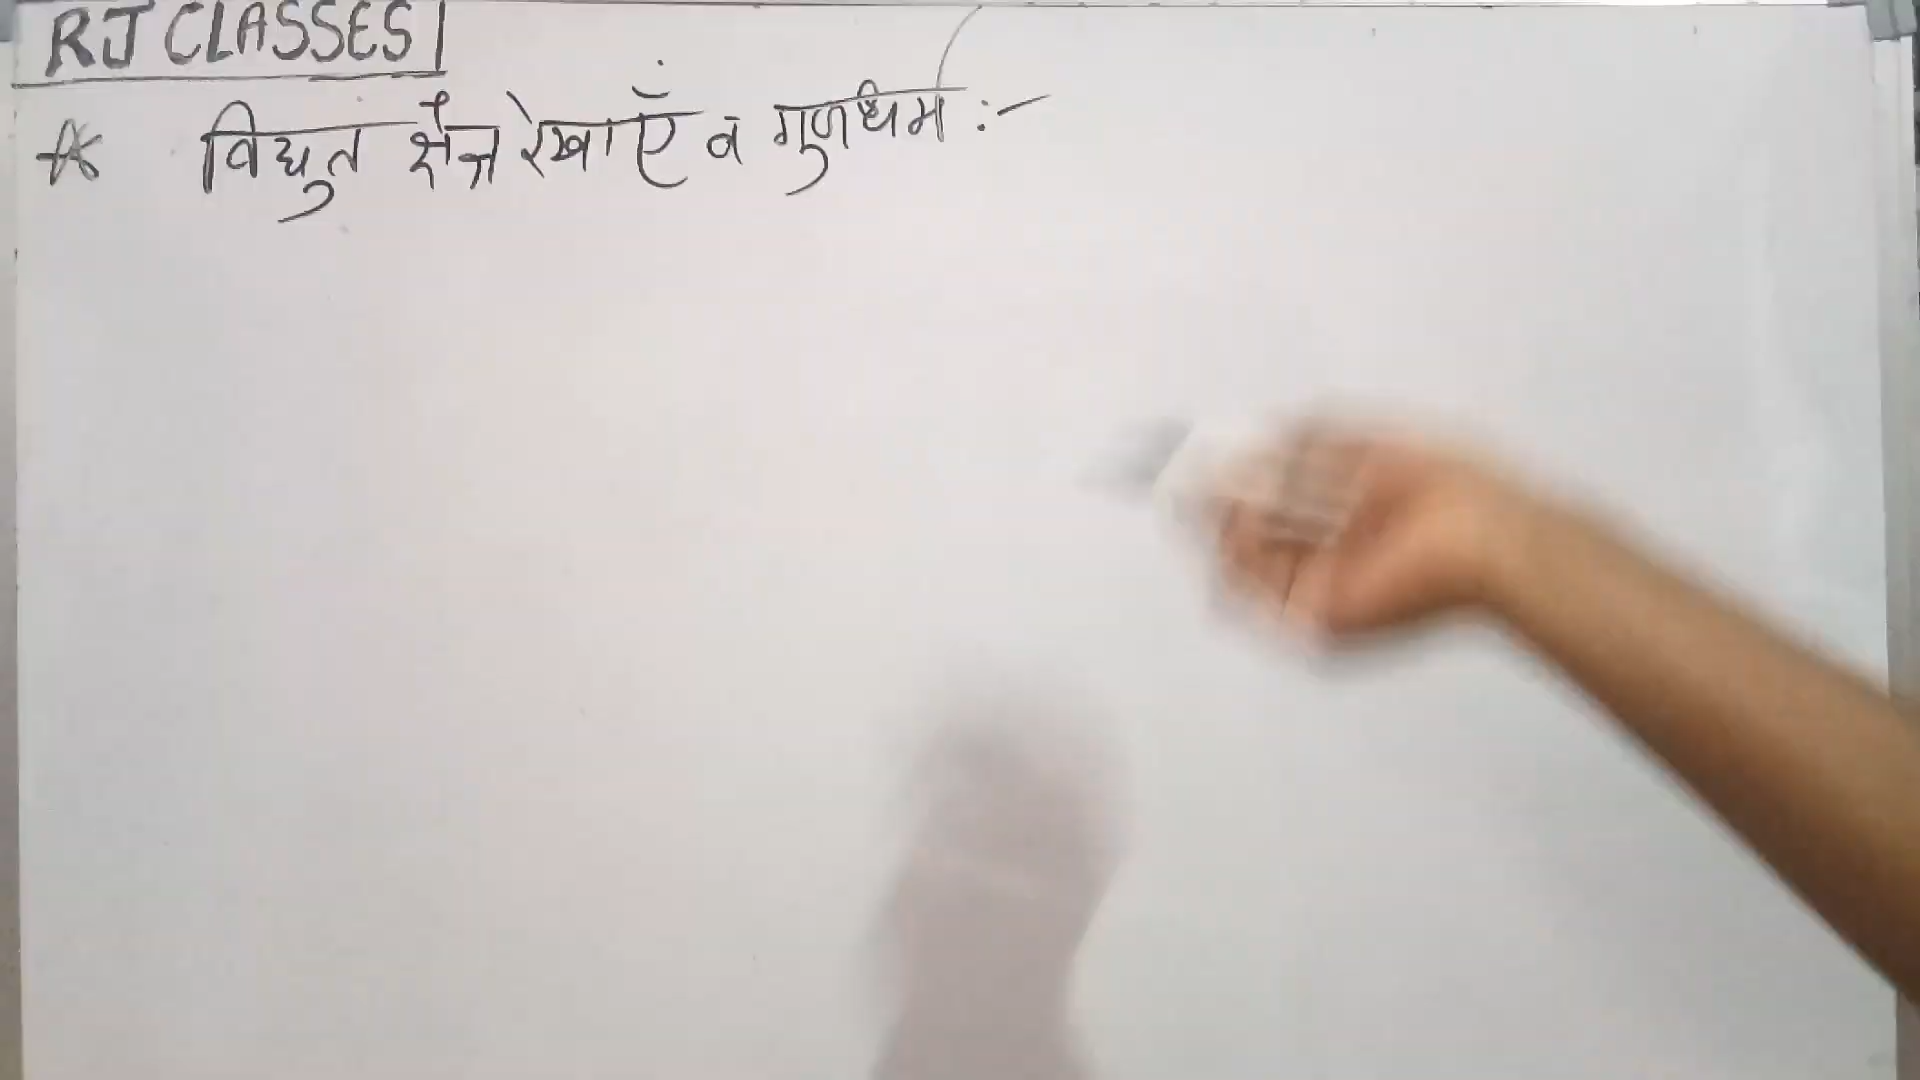 RJ CLASSES
* विद्युत क्षेत्र रेखाएँ व गुणधर्म :-